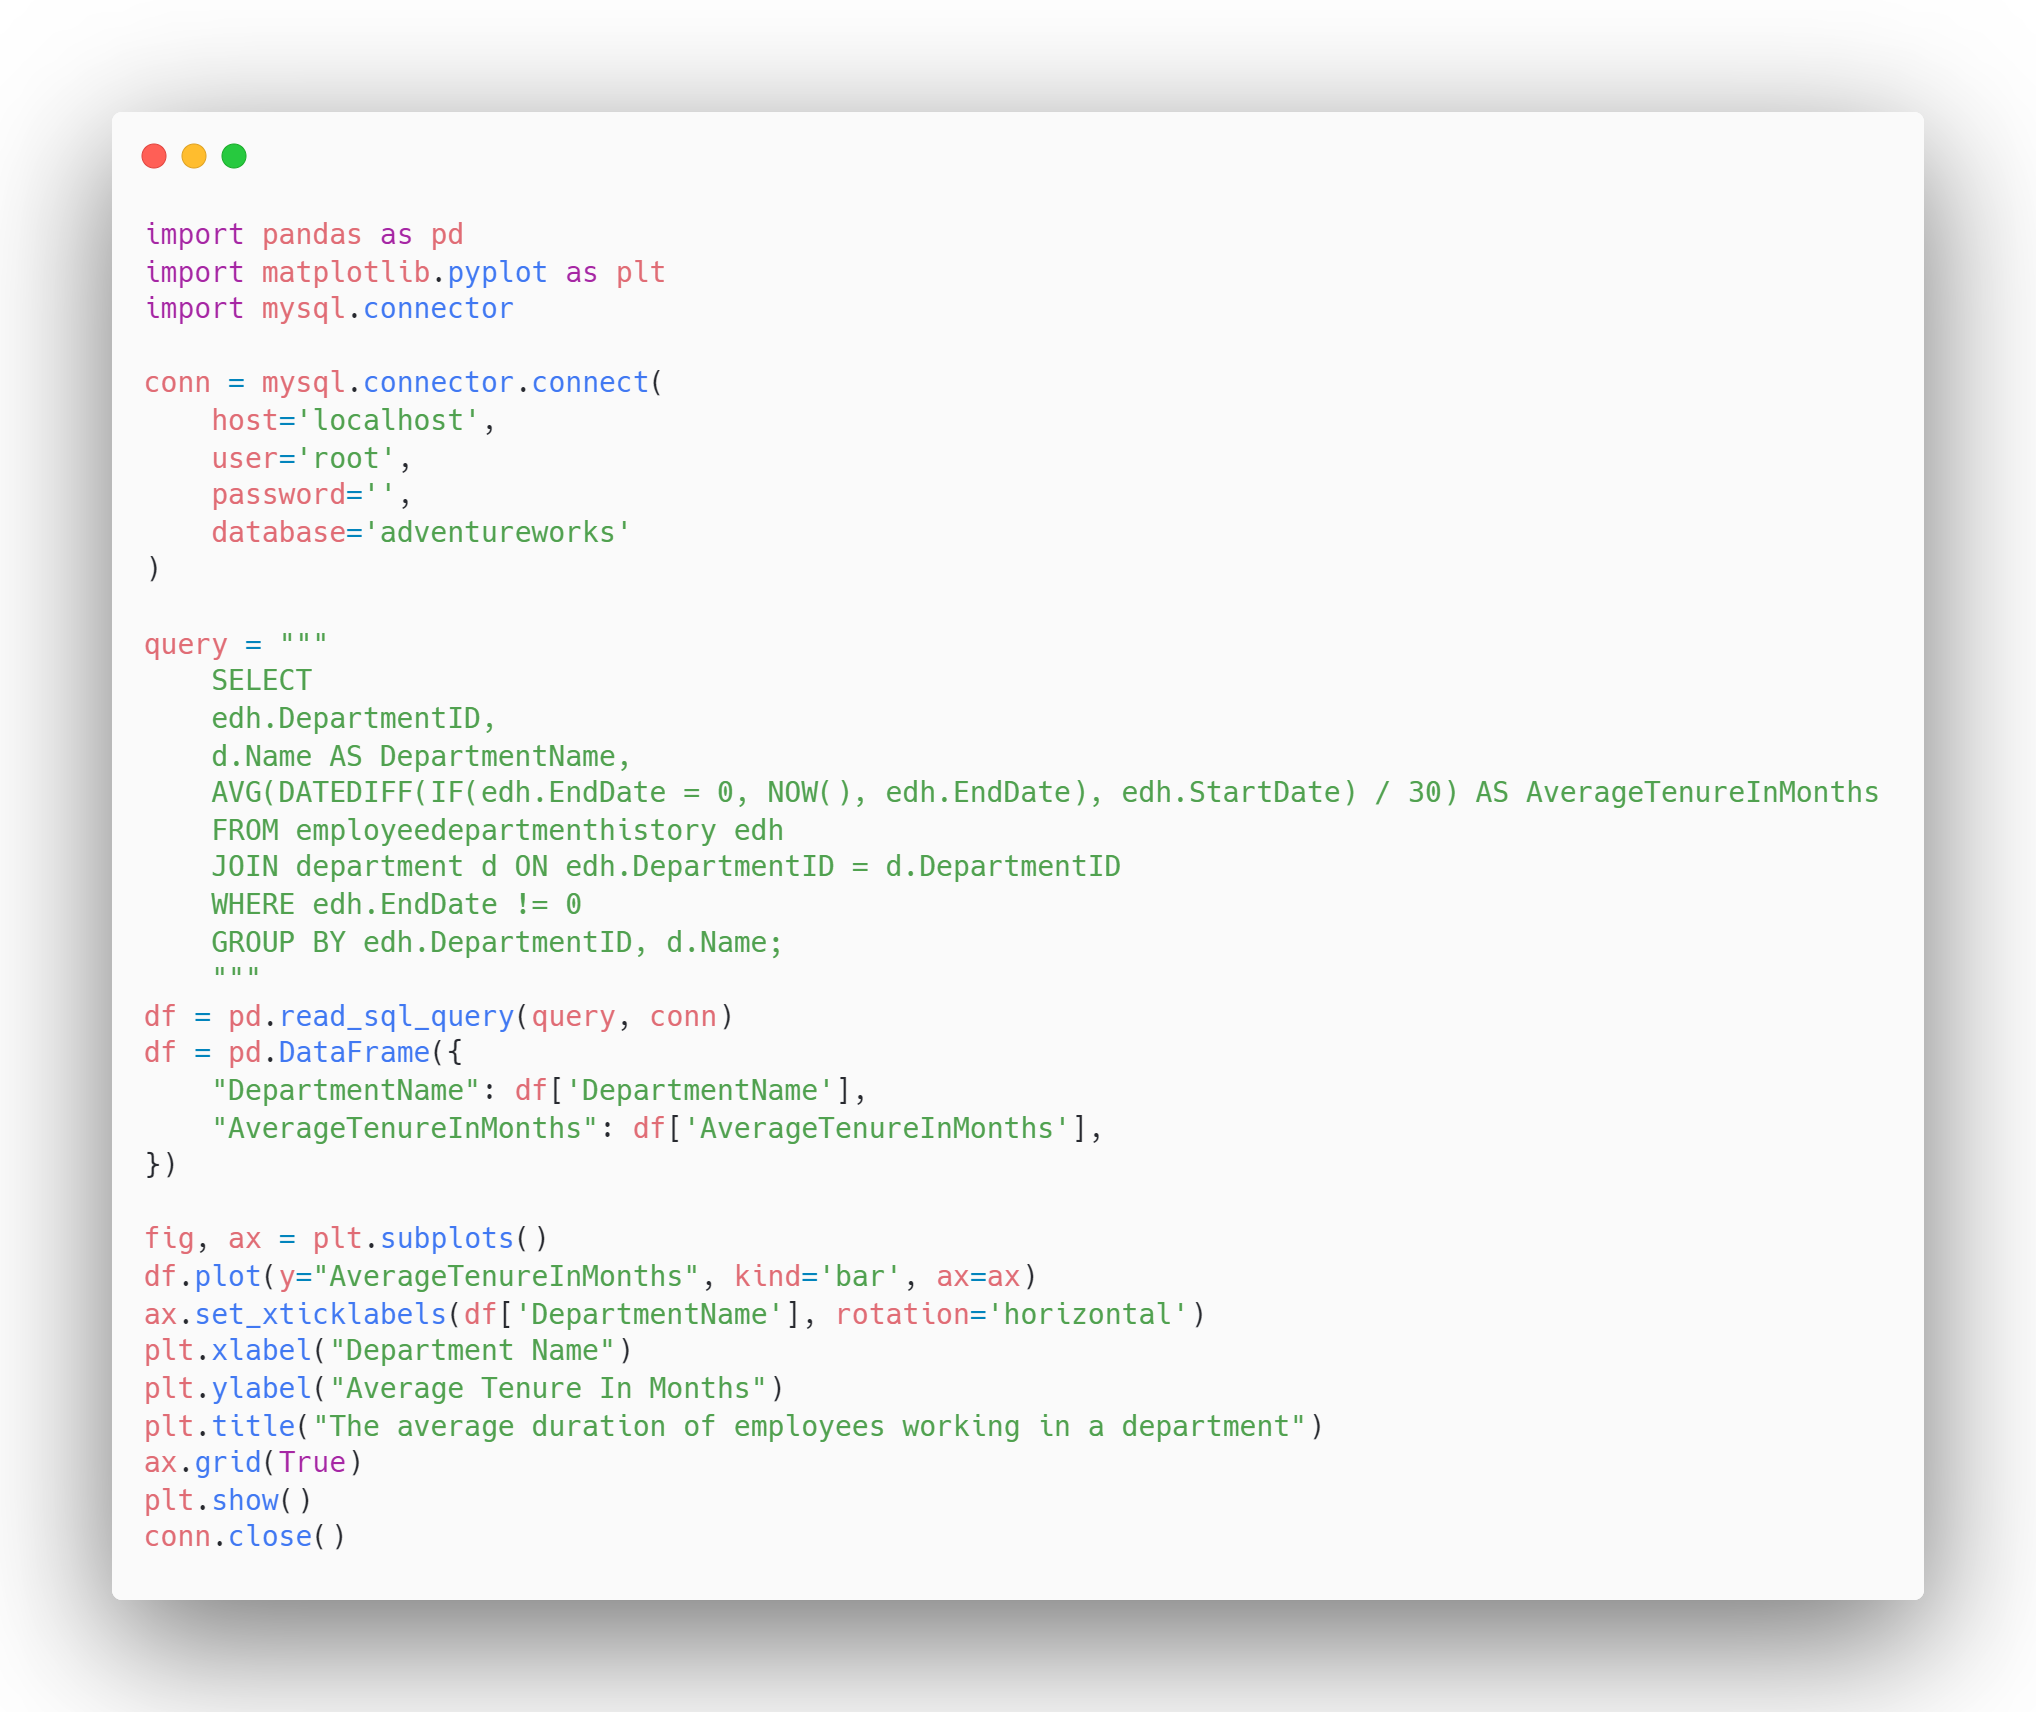 import pandas as pd
import matplotlib.pyplot as plt
import mysql.connector

conn = mysql.connector.connect(
    host='localhost',
    user='root',
    password='',
    database='adventureworks'
)

query = """
    SELECT
    edh.DepartmentID,
    d.Name AS DepartmentName,
    AVG(DATEDIFF(IF(edh.EndDate = 0, NOW(), edh.EndDate), edh.StartDate) / 30) AS AverageTenureInMonths
    FROM employeedepartmenthistory edh
    JOIN department d ON edh.DepartmentID = d.DepartmentID
    WHERE edh.EndDate != 0
    GROUP BY edh.DepartmentID, d.Name;
    """
df = pd.read_sql_query(query, conn)
df = pd.DataFrame({
    "DepartmentName": df['DepartmentName'],
    "AverageTenureInMonths": df['AverageTenureInMonths'],
})

fig, ax = plt.subplots()
df.plot(y="AverageTenureInMonths", kind='bar', ax=ax)
ax.set_xticklabels(df['DepartmentName'], rotation='horizontal')
plt.xlabel("Department Name")
plt.ylabel("Average Tenure In Months")
plt.title("The average duration of employees working in a department")
ax.grid(True)
plt.show()
conn.close()